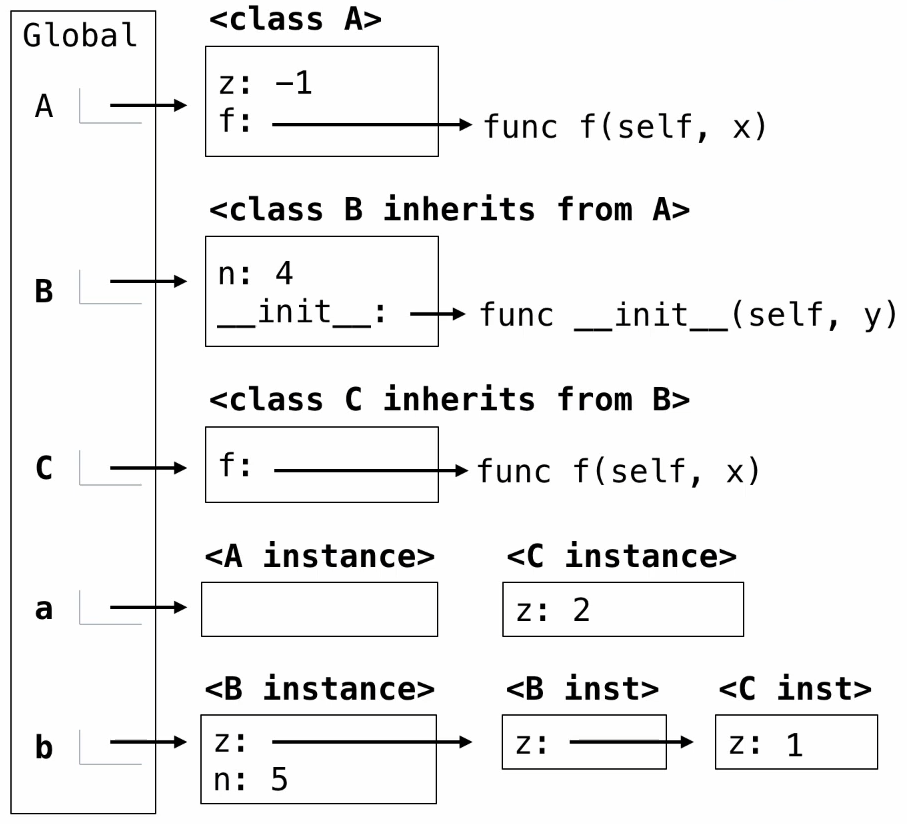 Global
<class A>
A
z: −1
f:
func f(self, x)
<class B inherits from A>
B
n: 4
__init__:
func __init__(self, y)
<class C inherits from B>
C
f:
func f(self, x)
<A instance>
<C instance>
a
z: 2
<B instance>
<B inst>
<C inst>
b
z:
n: 5
z:
z: 1